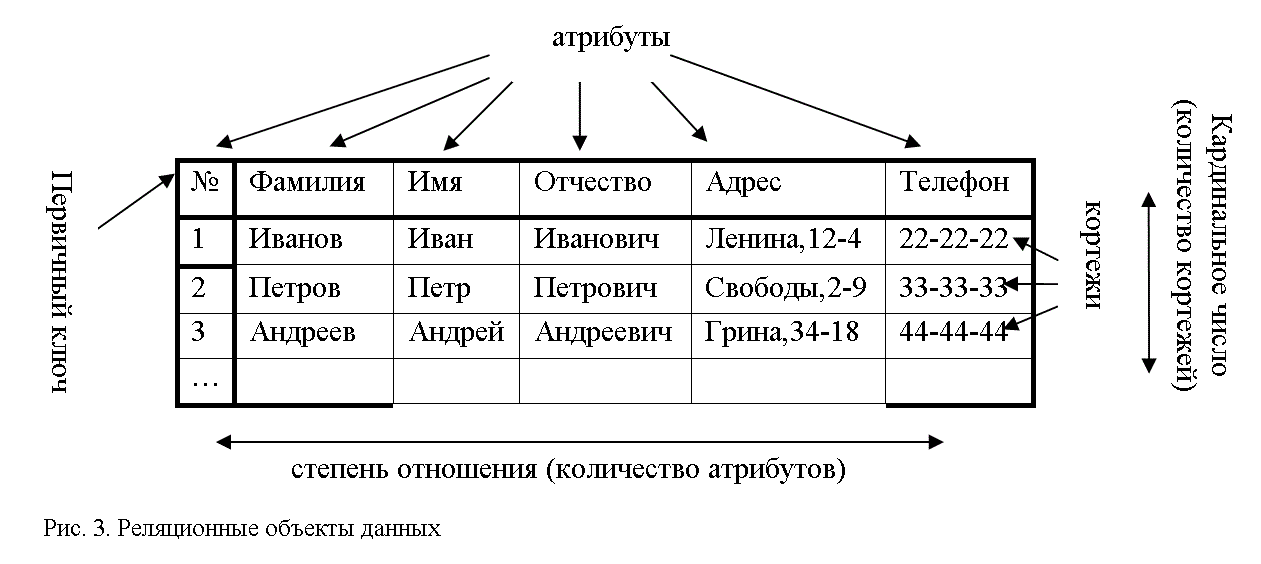 атрибуты
№ Фамилия Имя Отчество Адрес Телефон
1 Иванов Иван Иванович Ленина,12-4 22-22-22
2 Петров Петр Петрович Свободы,2-9 33-33-33
3 Андреев Андрей Андреевич Грина,34-18 44-44-44
…
Первичный ключ
кортежи
Кардинальное число
(количество кортежей)
степень отношения (количество атрибутов)
Рис. 3. Реляционные объекты данных